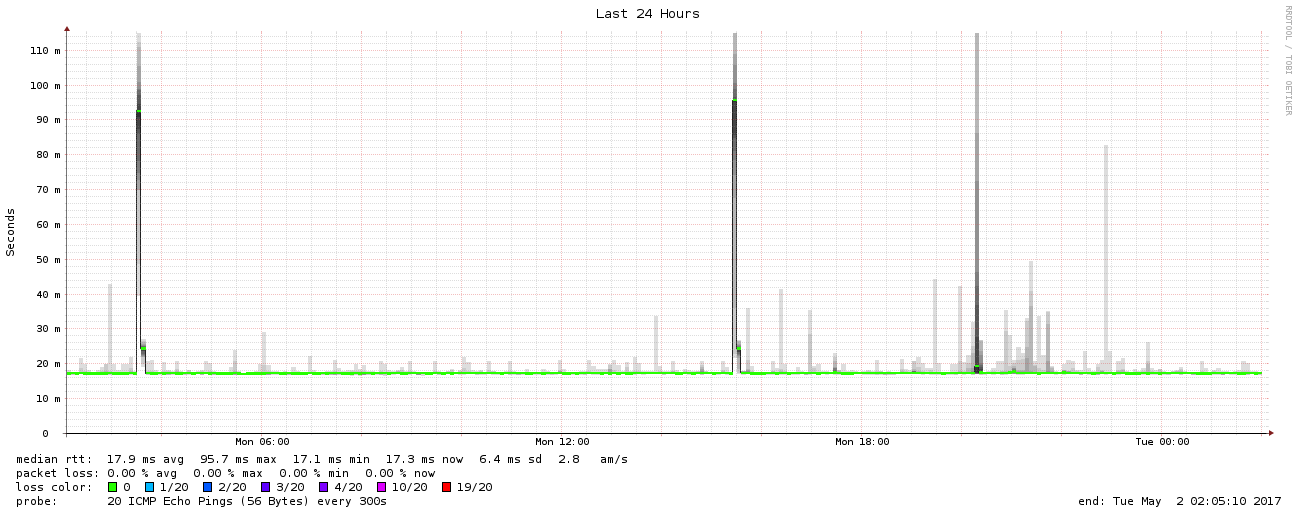 Last 24 Hours
RRDTOOL / TOBI OETIKER
Seconds
110 m
100 m
90 m
80 m
70 m
60 m
50 m
40 m
30 m
20 m
10 m
0
Mon 06:00 Mon 12:00 Mon 18:00 Tue 00:00
median rtt: 17.9 ms avg 95.7 ms max 17.1 ms min 17.3 ms now 6.4 ms sd 2.8 am/s
packet loss: 0.00 % avg 0.00 % max 0.00 % min 0.00 % now
loss color: 0 1/20 2/20 3/20 4/20 10/20 19/20
probe: 20 ICMP Echo Pings (56 Bytes) every 300s end: Tue May 2 02:05:10 2017